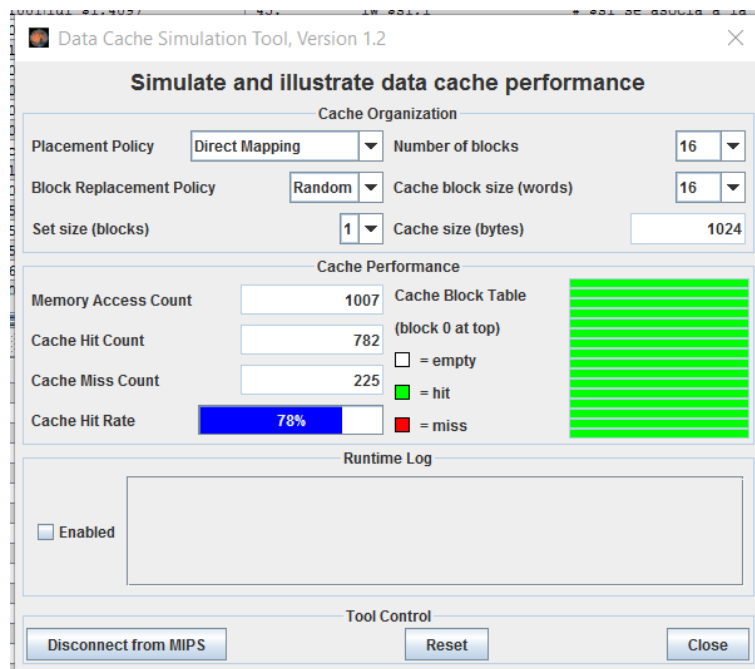 Data Cache Simulation Tool, Version 1.2
Simulate and illustrate data cache performance
Cache Organization
Placement Policy Direct Mapping Number of blocks 16
Block Replacement Policy Random Cache block size (words) 16
Set size (blocks) 1 Cache size (bytes) 1024
Cache Performance
Memory Access Count 1007 Cache Block Table
(block 0 at top)
Cache Hit Count 782
= empty
Cache Miss Count 225
= hit
Cache Hit Rate 78%
= miss
Runtime Log
Enabled
Tool Control
Disconnect from MIPS Reset Close